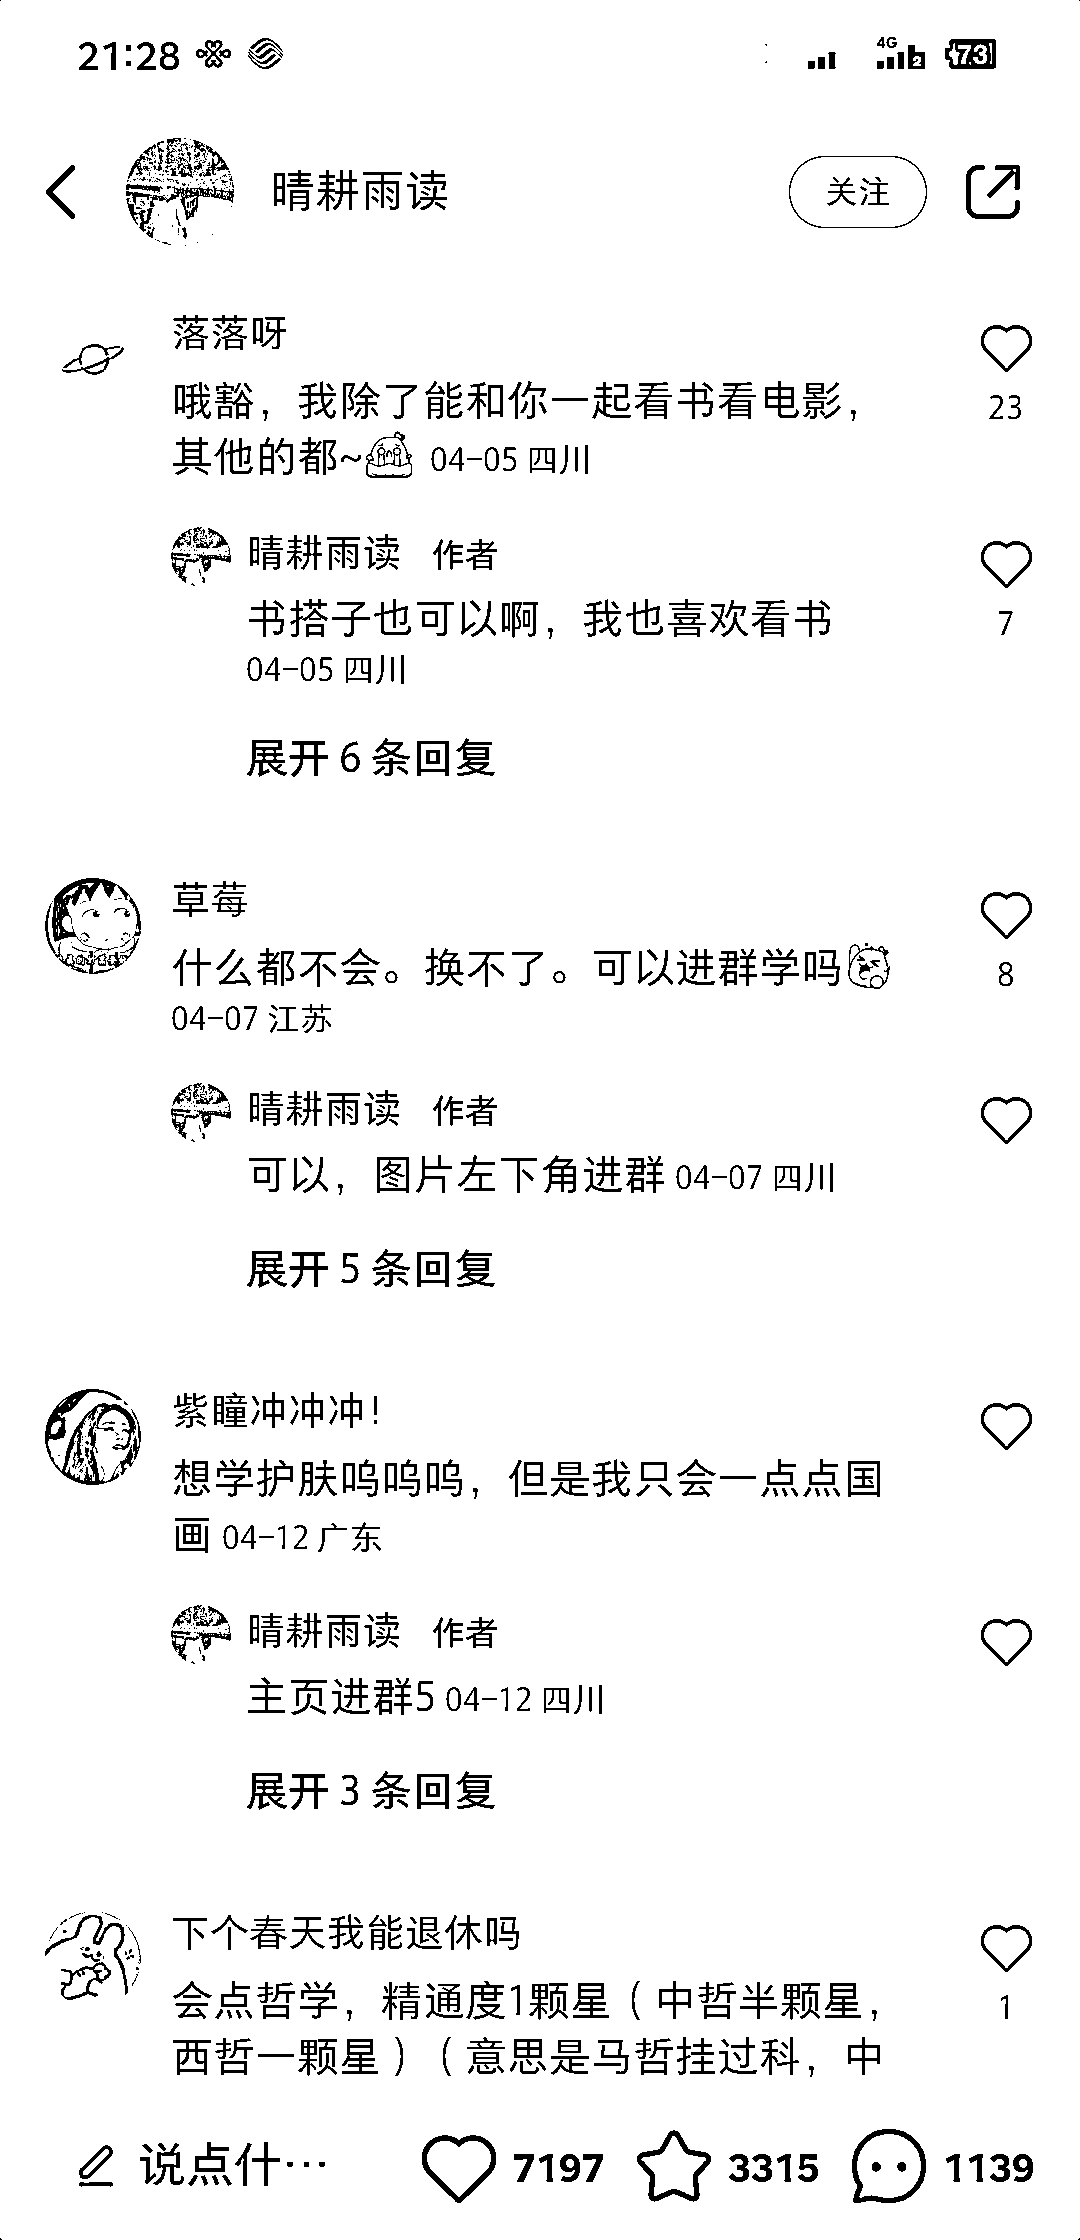 21:28
4G
2
73
晴耕雨读
关注
落落呀
哦豁，我除了能和你一起看书看电影，
23
其他的都~ 04-05 四川
晴耕雨读 作者
书搭子也可以啊，我也喜欢看书
7
04-05 四川
展开 6 条回复
草莓
什么都不会。换不了。可以进群学吗
8
04-07 江苏
晴耕雨读 作者
可以，图片左下角进群 04-07 四川
展开 5 条回复
紫瞳冲冲冲！
想学护肤呜呜呜，但是我只会一点点国
画 04-12 广东
晴耕雨读 作者
主页进群5 04-12 四川
展开 3 条回复
下个春天我能退休吗
会点哲学，精通度1颗星（中哲半颗星，
1
西哲一颗星）（意思是马哲挂过科，中
说点什… 7197 3315 1139